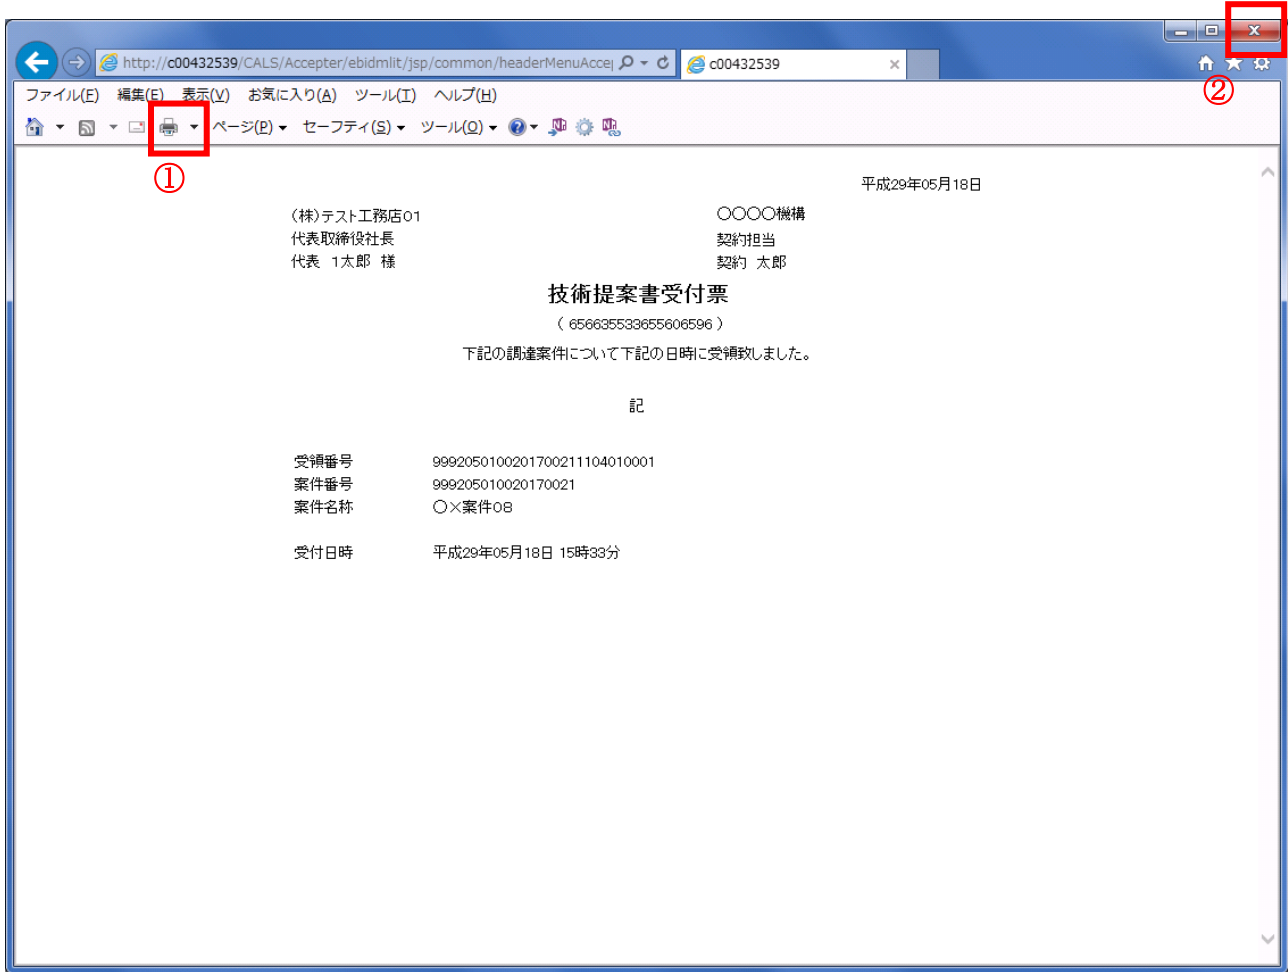 http://c00432539/CALS/Accepter/ebidmlit/jsp/common/headerMenuAccep
c00432539
ファイル(F) 編集(E) 表示(V) お気に入り(A) ツール(T) ヘルプ(H)
②
ページ(P) セーフティ(S) ツール(O)
①
平成29年05月18日
(株)テスト工務店01
〇〇〇〇機構
代表取締役社長
契約担当
代表 1太郎 様
契約 太郎
技術提案書受付票
( 656635533655606596 )
下記の調達案件について下記の日時に受領致しました。
記
受領番号 9992050100201700211104010001
案件番号 999205010020170021
案件名称 〇×案件08
受付日時 平成29年05月18日 15時33分